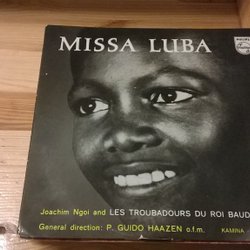 MISSA LUBA
PHILIPS
Joachim Ngoi and LES TROUBADOURS DU ROI BAUD
General direction: P. GUIDO HAAZEN o.f.m. KAMINA